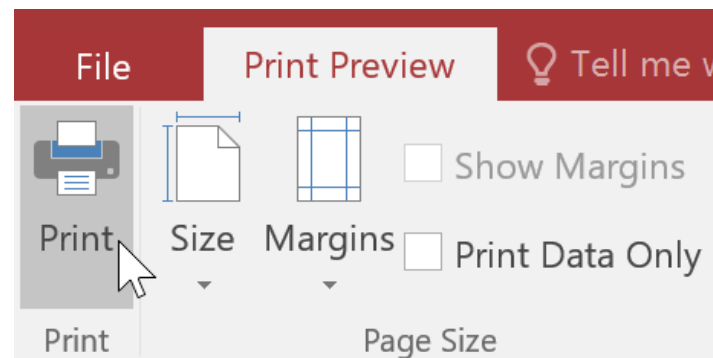 File Print Preview Tell me w
Show Margins
Print Size Margins Print Data Only
Print Page Size